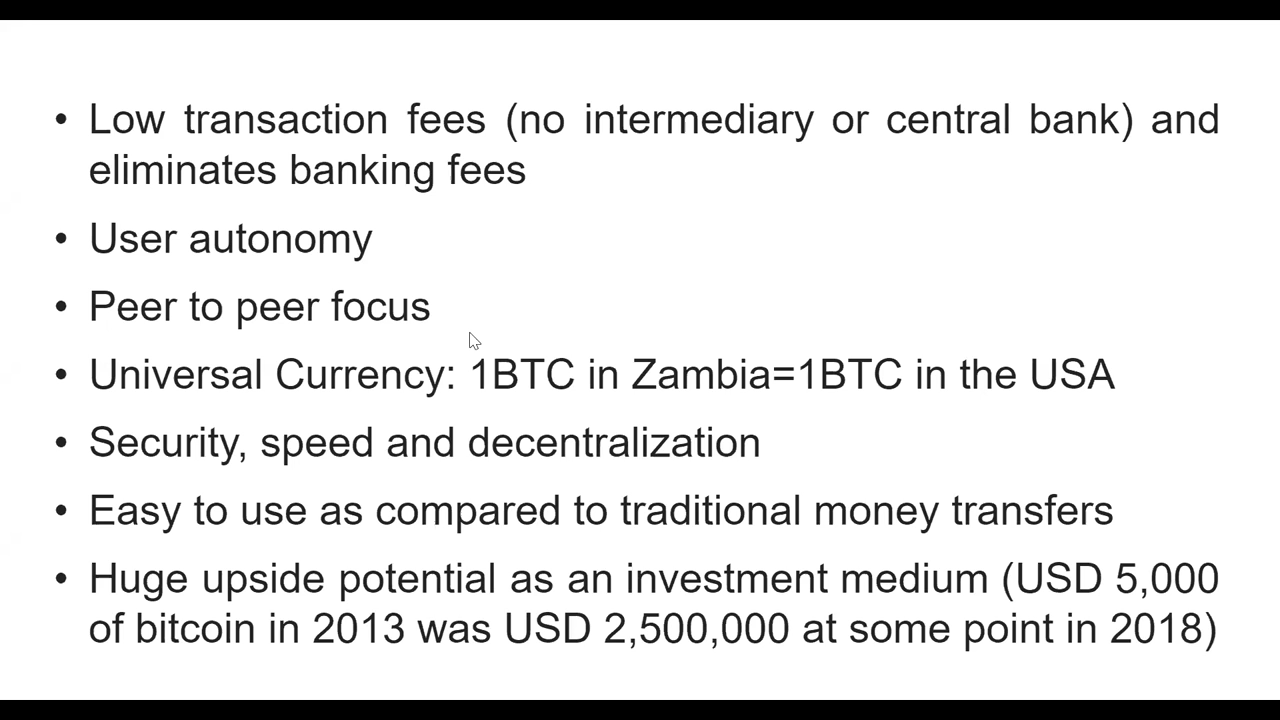 • Low transaction fees (no intermediary or central bank) and
eliminates banking fees
• User autonomy
• Peer to peer focus
• Universal Currency: 1BTC in Zambia=1BTC in the USA
• Security, speed and decentralization
• Easy to use as compared to traditional money transfers
• Huge upside potential as an investment medium (USD 5,000
of bitcoin in 2013 was USD 2,500,000 at some point in 2018)